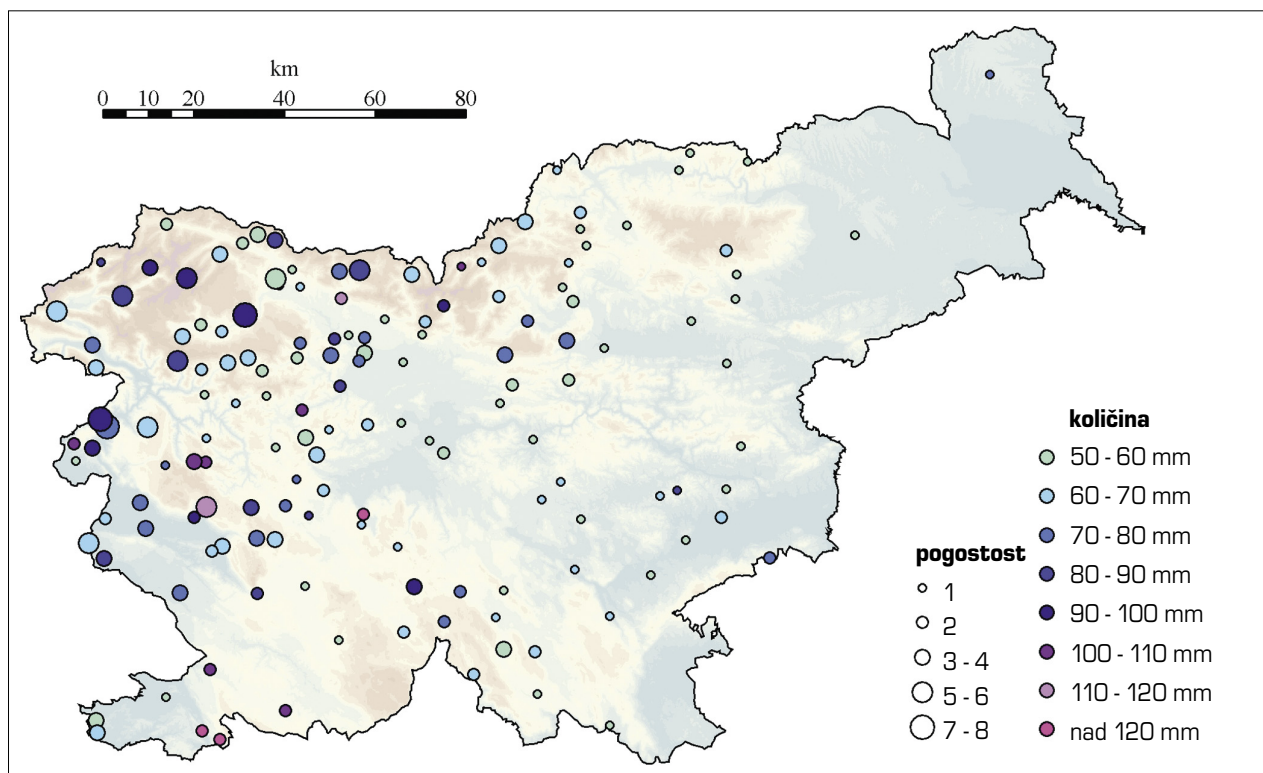 km
0 10 20 40 60 80
količina
50 - 60 mm
60 - 70 mm
70 - 80 mm
80 - 90 mm
90 - 100 mm
100 - 110 mm
110 - 120 mm
nad 120 mm
pogostost
1
2
3 - 4
5 - 6
7 - 8